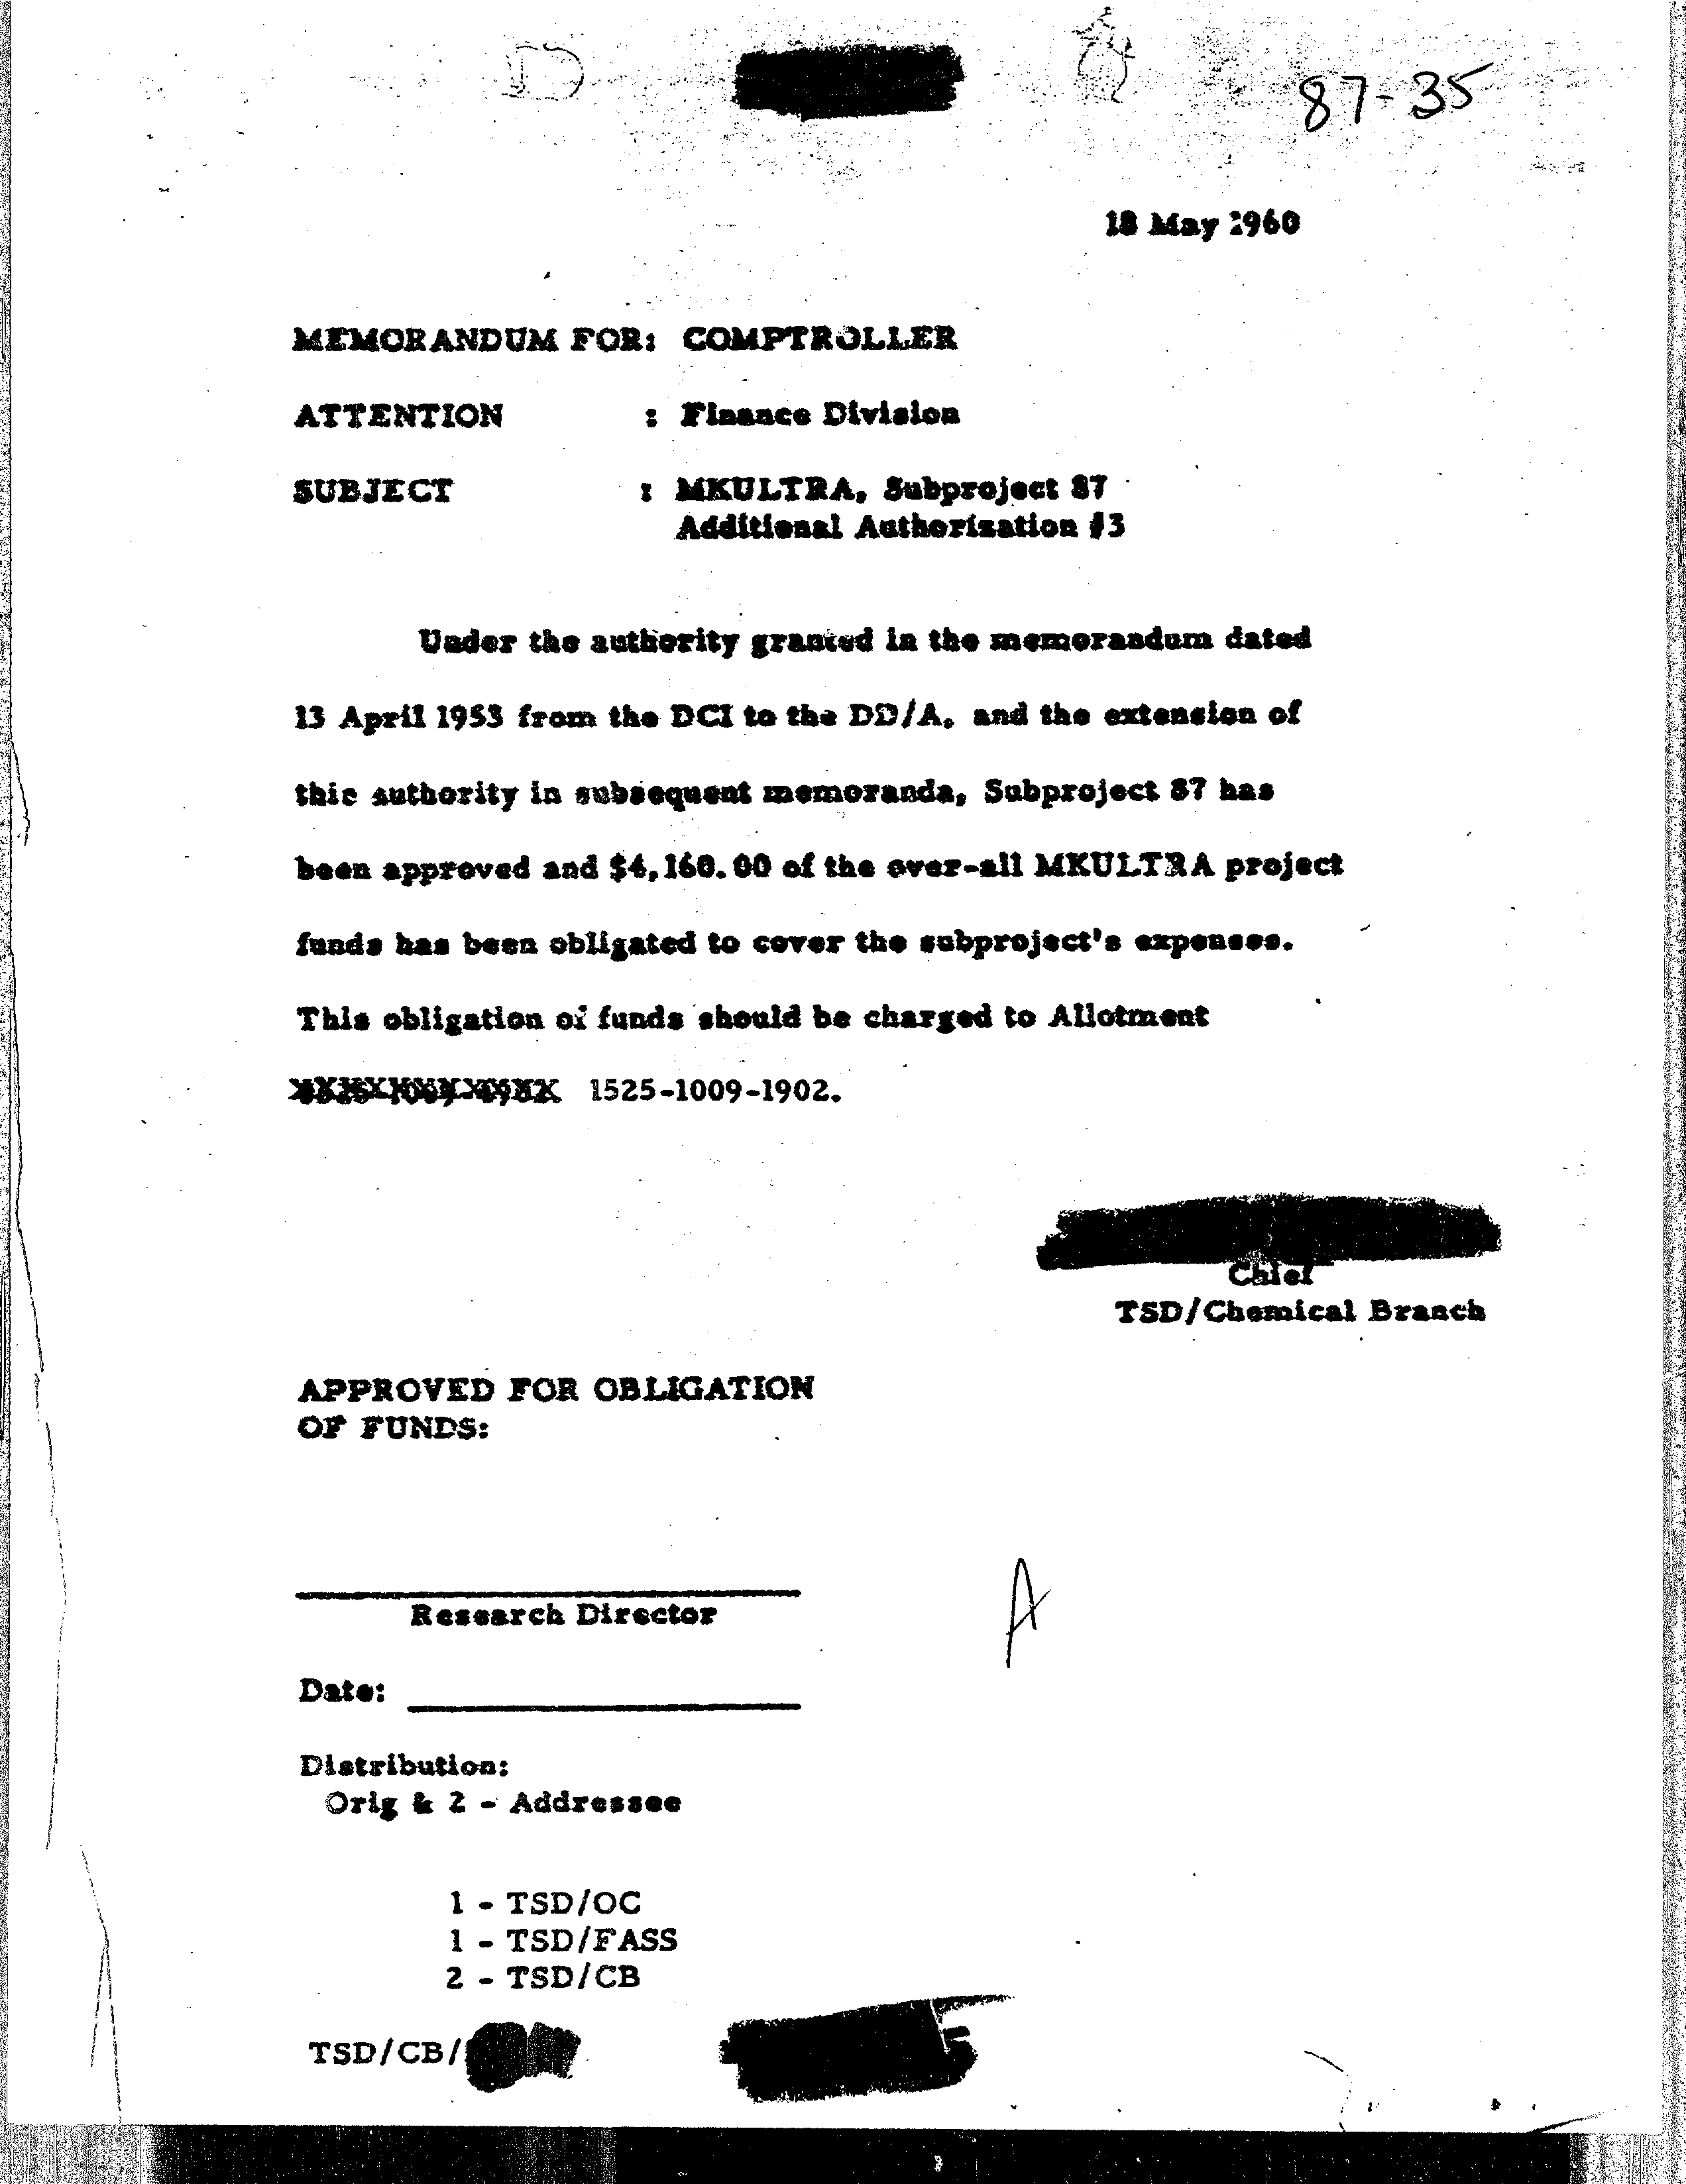 87-35
18 May 1960
MEMORANDUM FOR: COMPTROLLER
ATTENTION : Finance Division
SUBJECT : MKULTRA, Subproject 87
Additional Authorization #3
Under the authority granted in the memorandum dated
13 April 1953 from the DCI to the DD/A, and the extension of
this authority in subsequent memoranda, Subproject 87 has
been approved and $4,160.00 of the over-all MKULTRA project
funds has been obligated to cover the subproject's expenses.
This obligation of funds should be charged to Allotment
1525-1009-1902.
Chief
TSD/Chemical Branch
APPROVED FOR OBLIGATION
OF FUNDS:
Research Director
A
Date:
Distribution:
Orig & 2 - Addressee
1 - TSD/OC
1 - TSD/FASS
2 - TSD/CB
TSD/CB/